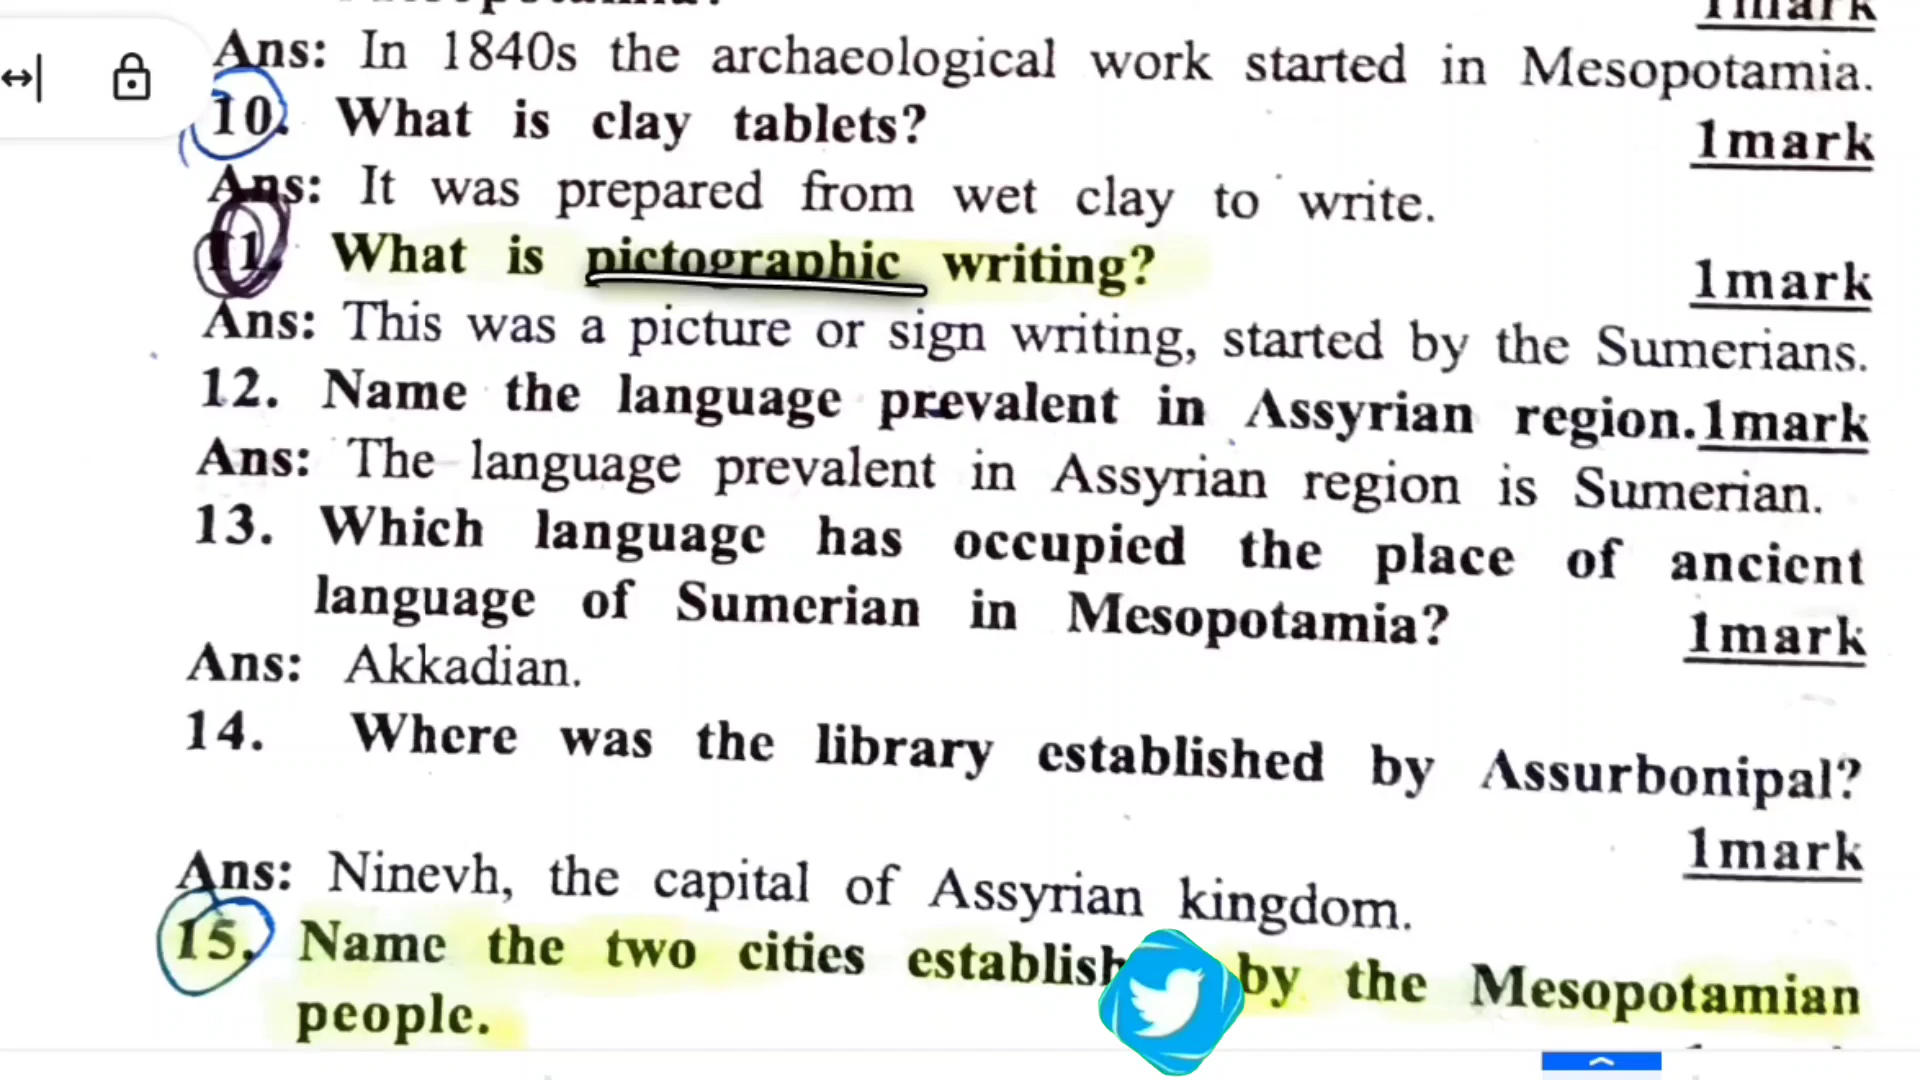 1mark
Ans: In 1840s the archaeological work started in Mesopotamia.
10. What is clay tablets?
1mark
Ans: It was prepared from wet clay to write.
11. What is pictographic writing?
1mark
Ans: This was a picture or sign writing, started by the Sumerians.
12. Name the language prevalent in Assyrian region.1mark
Ans: The language prevalent in Assyrian region is Sumerian.
13. Which language has occupied the place of ancient
language of Sumerian in Mesopotamia? 1mark
Ans: Akkadian.
14. Where was the library established by Assurbonipal?
1mark
Ans: Ninevh, the capital of Assyrian kingdom.
15. Name the two cities by the Mesopotamian
people.